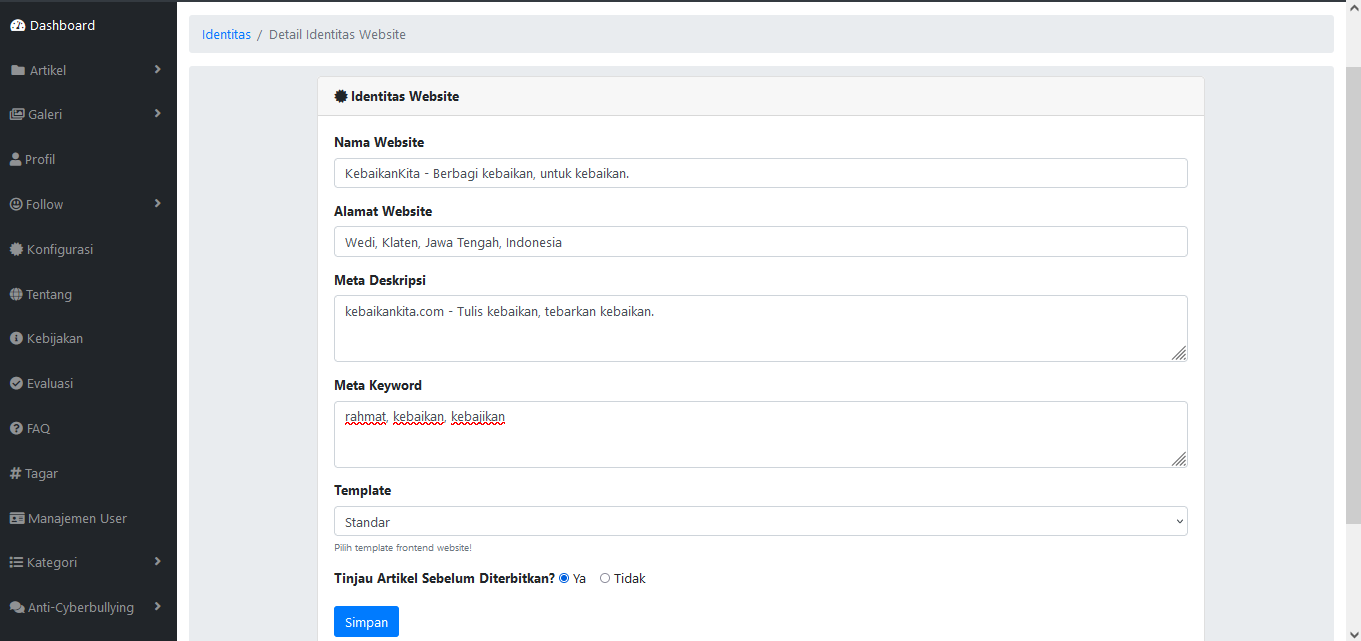 Dashboard
Artikel
Galeri
Profil
Follow
Konfigurasi
Tentang
Kebijakan
Evaluasi
FAQ
Tagar
Manajemen User
Kategori
Anti-Cyberbullying
Identitas / Detail Identitas Website
Identitas Website
Nama Website
KebaikanKita - Berbagi kebaikan, untuk kebaikan.
Alamat Website
Wedi, Klaten, Jawa Tengah, Indonesia
Meta Deskripsi
kebaikankita.com - Tulis kebaikan, tebarkan kebaikan.
Meta Keyword
rahmat, kebaikan, kebajikan
Template
Standar
Pilih template frontend website!
Tinjau Artikel Sebelum Diterbitkan? Ya Tidak
Simpan